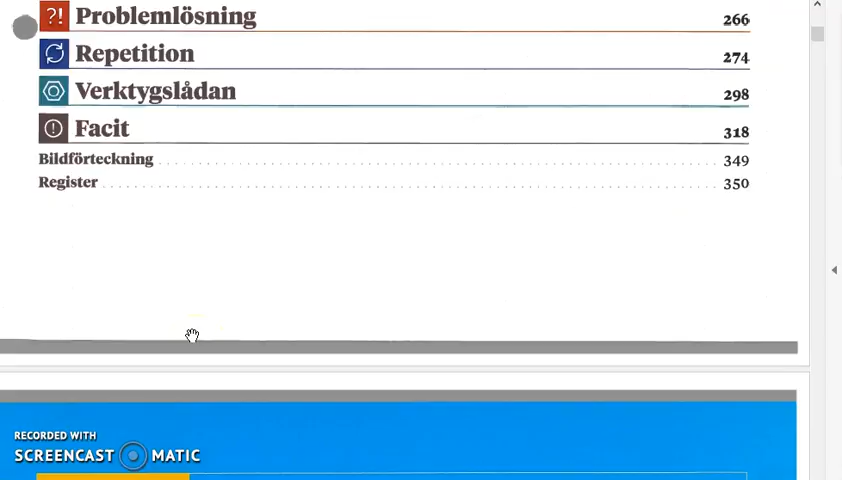 ?! Problemlösning 266
Repetition 274
Verktygslådan 298
Facit 318
Bildförteckning 349
Register 350
RECORDED WITH
SCREENCAST MATIC